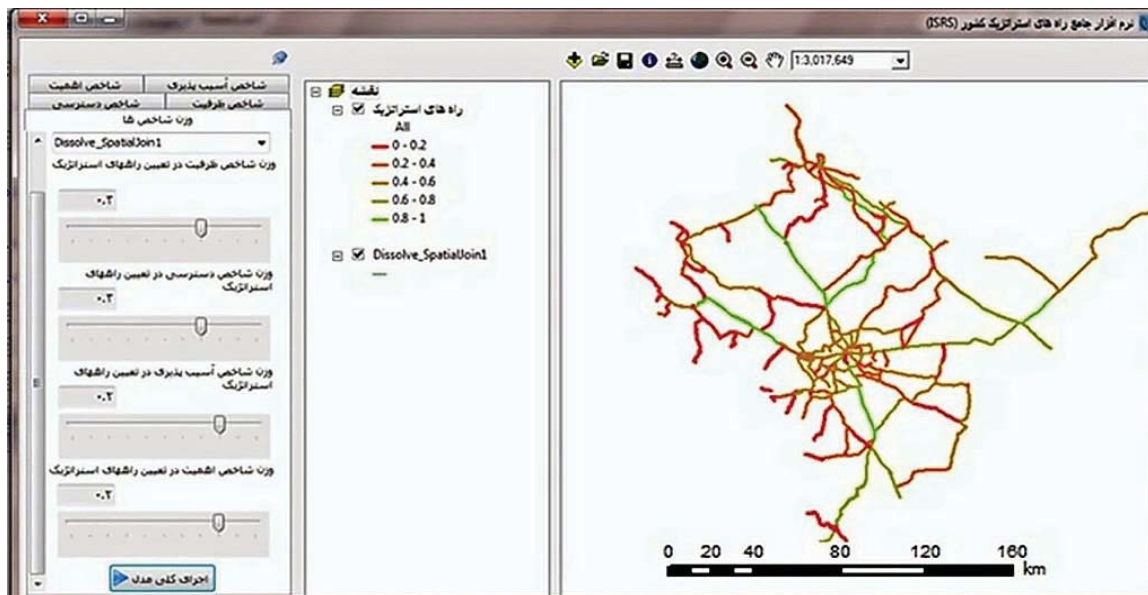 نرم افزار جامع راه های استراتژیک کشور (ISRS)
1:3,017,649
شاخص آسیب پذیری
شاخص اهمیت
شاخص ظرفیت
شاخص دسترسی
وزن شاخص ها
Dissolve_SpatialJoin1
وزن شاخص ظرفیت در تعیین راههای استراتژیک
۰.۳
وزن شاخص دسترسی در تعیین راههای
استراتژیک
۰.۳
وزن شاخص آسیب پذیری در تعیین راههای
استراتژیک
۰.۲
وزن شاخص اهمیت در تعیین راههای استراتژیک
۰.۲
اجرای کلی مدل
نقشه
راه های استراتژیک
All
0 - 0.2
0.2 - 0.4
0.4 - 0.6
0.6 - 0.8
0.8 - 1
Dissolve_SpatialJoin1
0 20 40 80 120 160
km